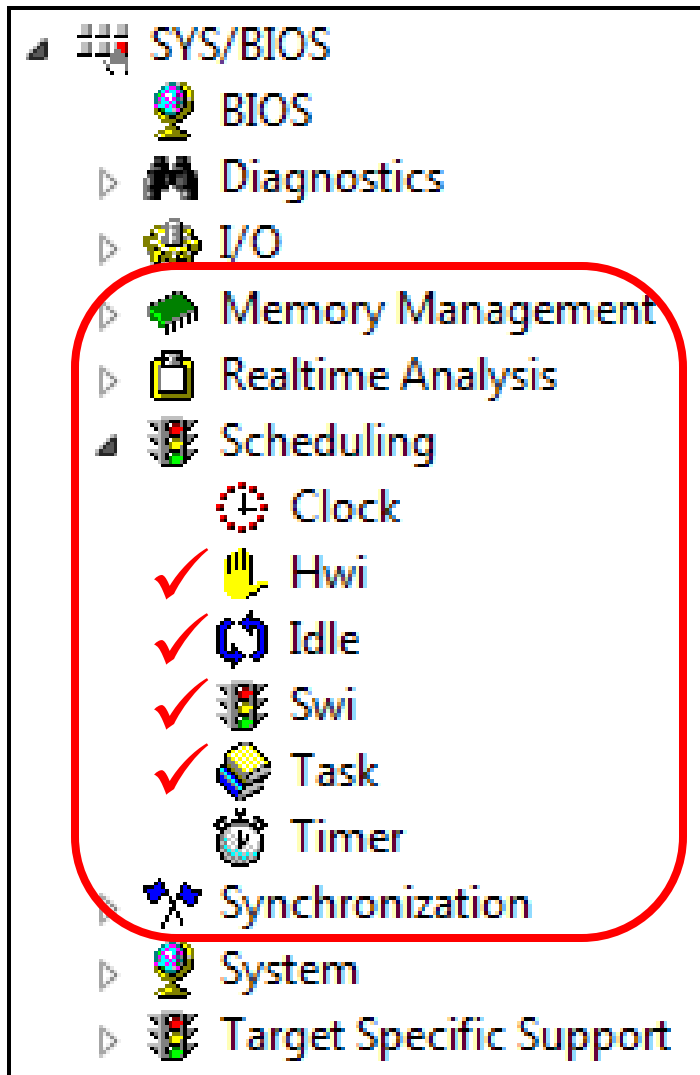 SYS/BIOS
BIOS
Diagnostics
I/O
Memory Management
Realtime Analysis
Scheduling
Clock
Hwi
Idle
Swi
Task
Timer
Synchronization
System
Target Specific Support